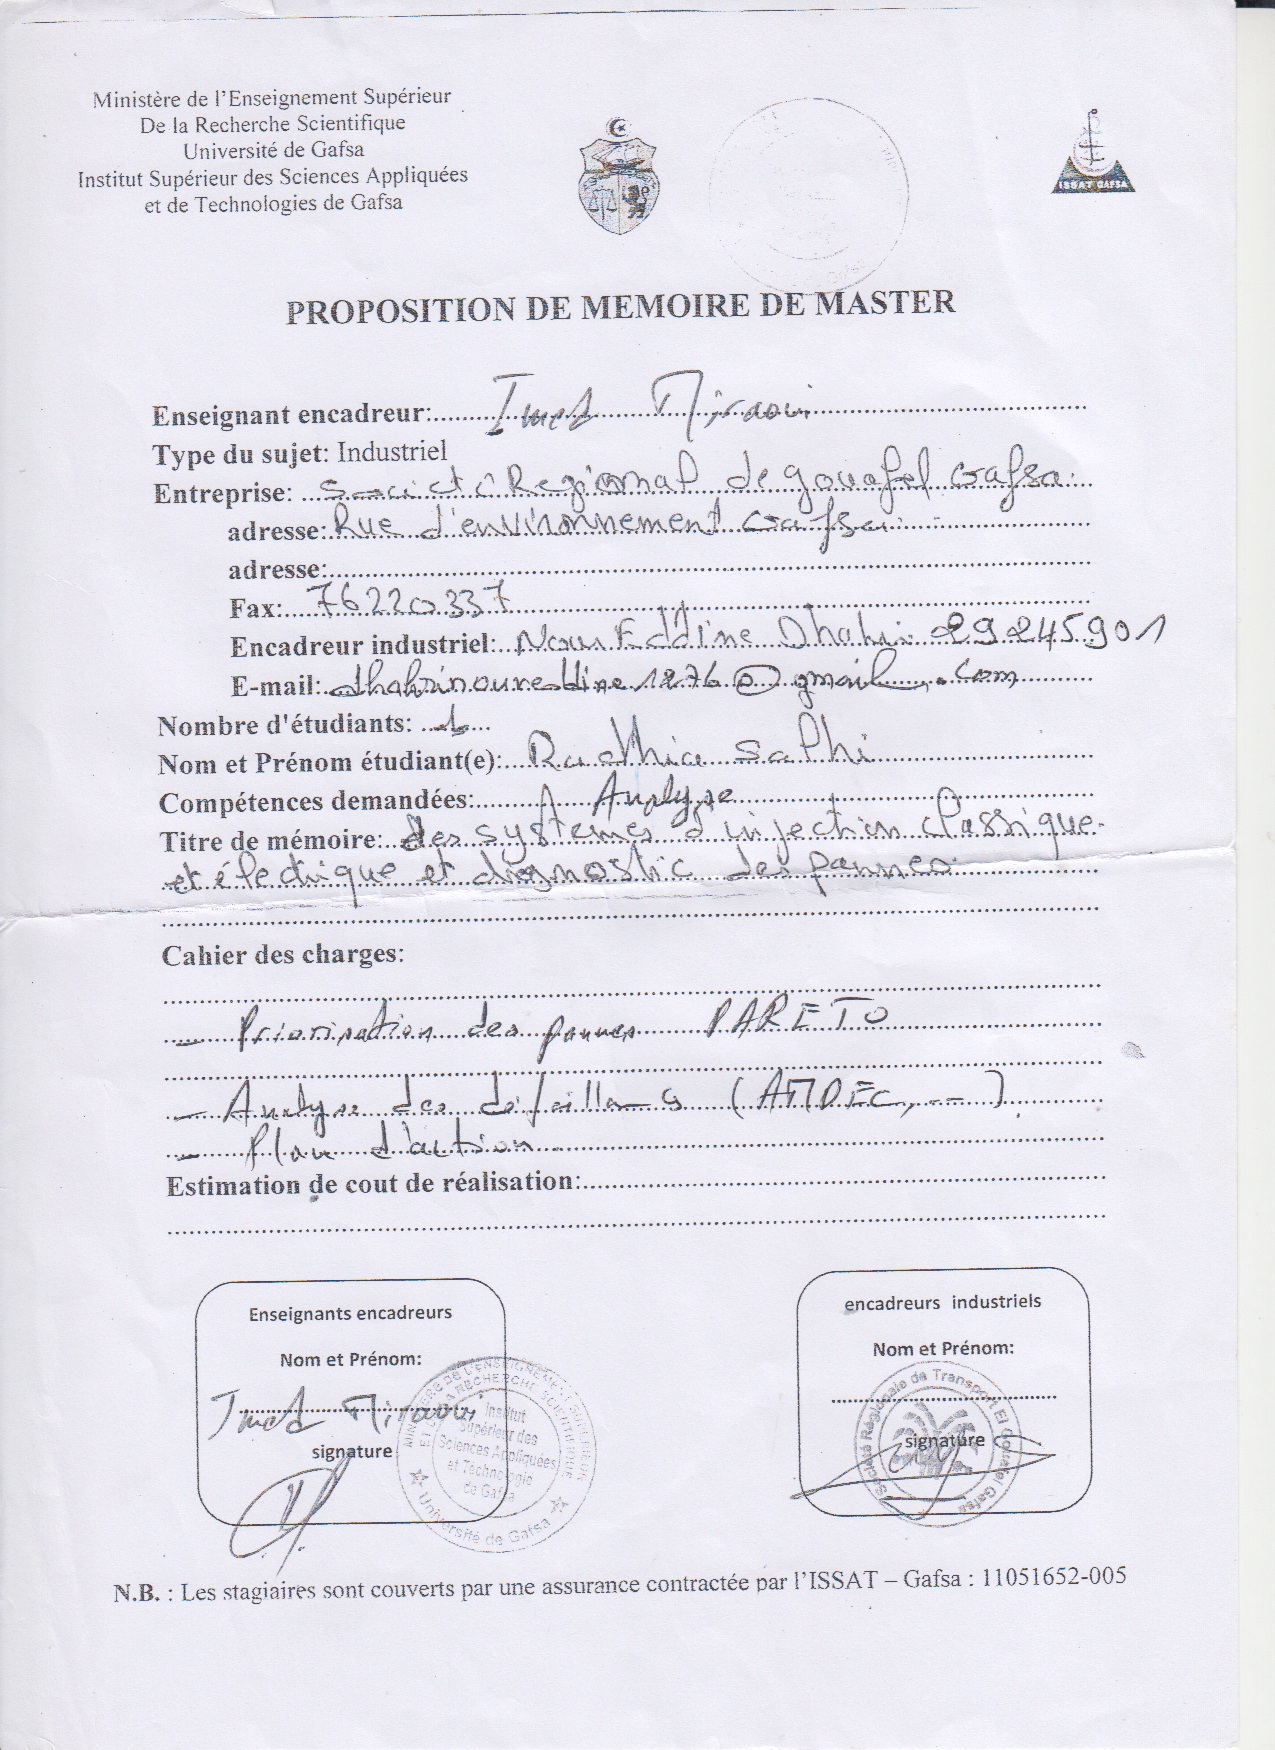 Ministère de l'Enseignement Supérieur
De la Recherche Scientifique
Université de Gafsa
Institut Supérieur des Sciences Appliquées
et de Technologies de Gafsa
ISSAT GAFSA
PROPOSITION DE MEMOIRE DE MASTER
Enseignant encadreur: Imed Miraoui
Type du sujet: Industriel
Entreprise: Société Regional de gouafel Gafsa.
adresse: Rue d'environnement Gafsa
adresse:
Fax: 76220337
Encadreur industriel: Nour Eddine Dhahri 29245901
E-mail: dhahrinoureddine1276@gmail.com
Nombre d'étudiants: 1
Nom et Prénom étudiant(e): Radhia Salhi
Compétences demandées: Analyse
Titre de mémoire: des systemes d'injection classique
et électrique et diagnostic des pannes.
Cahier des charges:
- Priorisation des pannes PARETO
- Analyse des défaillances (AMDEC, --)
- Plan d'action
Estimation de cout de réalisation:
Enseignants encadreurs
Nom et Prénom:
Imed Miraoui
signature
Institut
Supérieur des
Sciences Appliquées
et Technologie
de Gafsa
Université de Gafsa
encadreurs industriels
Nom et Prénom:
signature
Société Régionale de Transport El Gouafel Gafsa
N.B. : Les stagiaires sont couverts par une assurance contractée par l'ISSAT – Gafsa : 11051652-005